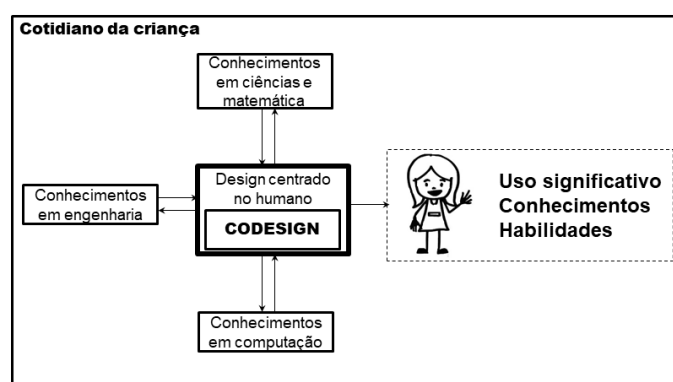 Cotidiano da criança
Conhecimentos
em ciências e
matemática
Conhecimentos
em engenharia
Design centrado
no humano
CODESIGN
Uso significativo
Conhecimentos
Habilidades
Conhecimentos
em computação